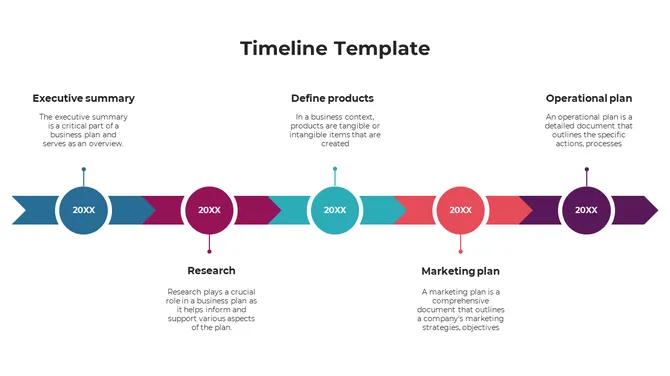 Timeline Template
Executive summary
The executive summary
is a critical part of a
business plan and
serves as an overview.
Define products
In a business context,
products are tangible or
intangible items that are
created
Operational plan
An operational plan is a
detailed document that
outlines the specific
actions, processes
20XX
20XX
20XX
20XX
20XX
Research
Research plays a crucial
role in a business plan as
it helps inform and
support various aspects
of the plan.
Marketing plan
A marketing plan is a
comprehensive
document that outlines
a company's marketing
strategies, objectives